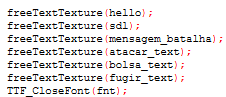 freeTextTexture(hello);
freeTextTexture(sdl);
freeTextTexture(mensagem_batalha);
freeTextTexture(atacar_text);
freeTextTexture(bolsa_text);
freeTextTexture(fugir_text);
TTF_CloseFont(fnt);